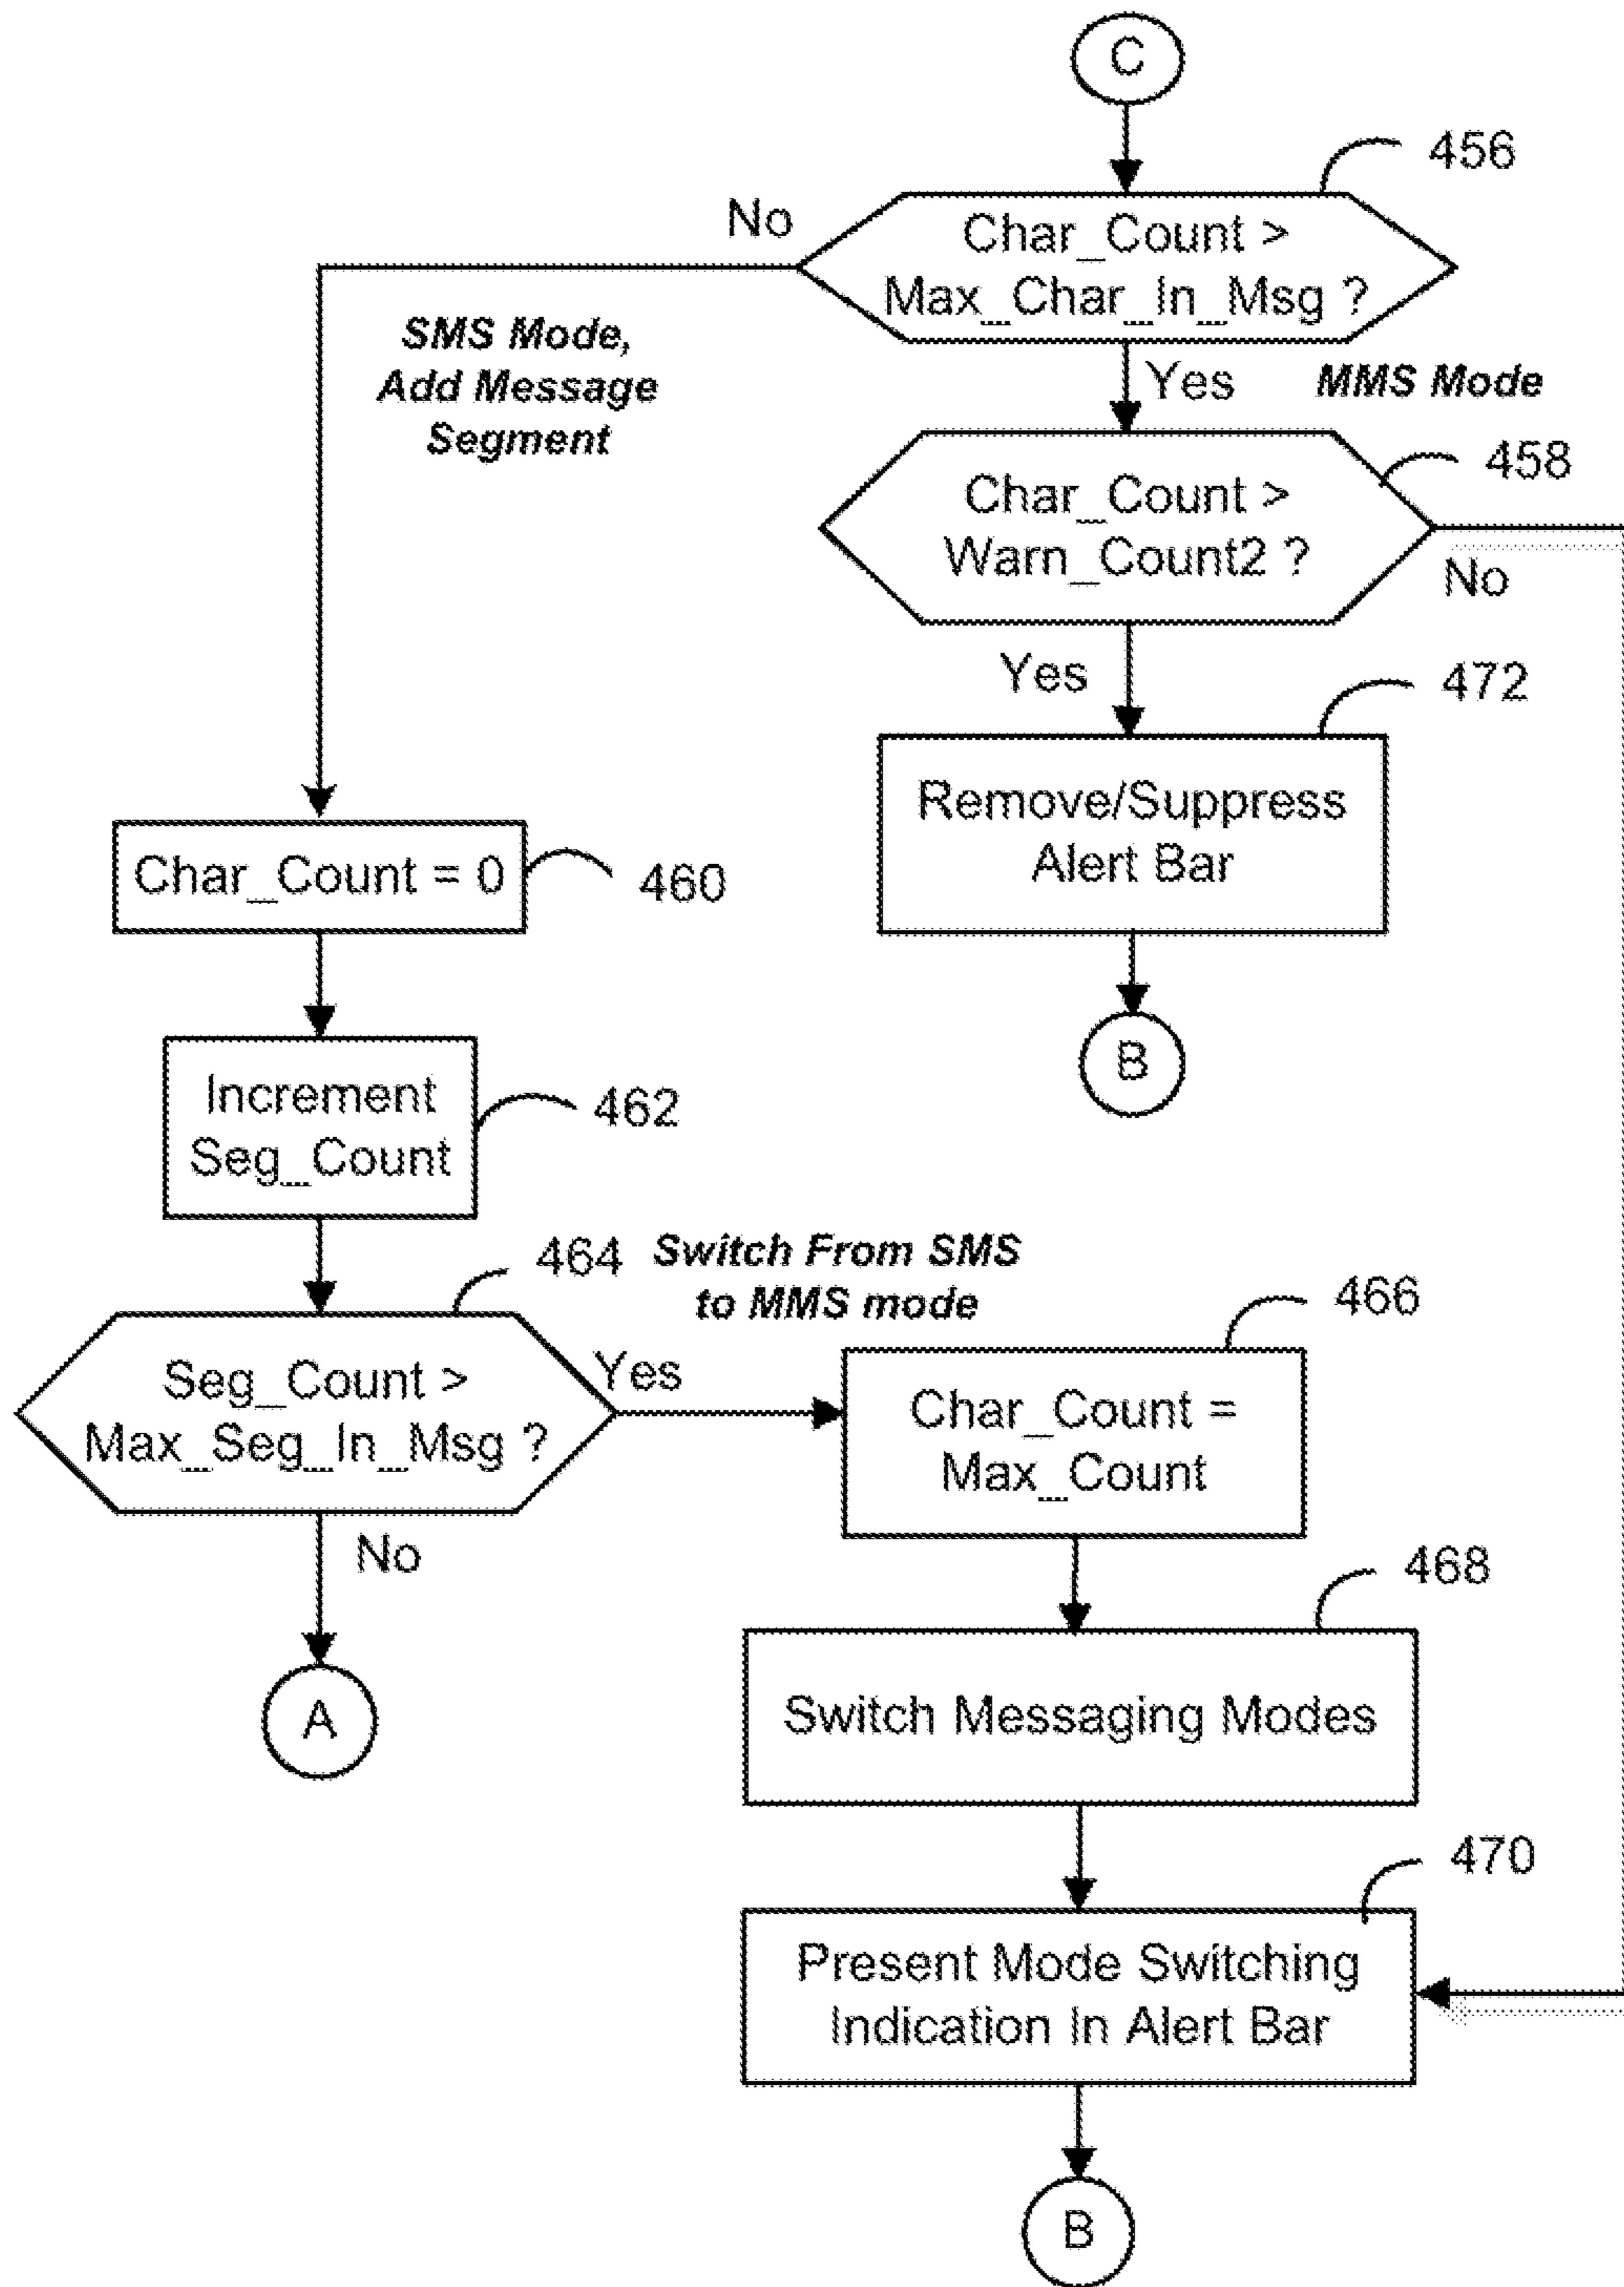 C
456
No
Char_Count >
Max_Char_In_Msg ?
SMS Mode,
Add Message
Segment
Yes
MMS Mode
458
Char_Count >
Warn_Count2 ?
No
Yes
472
Remove/Suppress
Alert Bar
B
Char_Count = 0
460
Increment
Seg_Count
462
464
Switch From SMS
to MMS mode
Seg_Count >
Max_Seg_In_Msg ?
Yes
466
Char_Count =
Max_Count
No
A
468
Switch Messaging Modes
470
Present Mode Switching
Indication In Alert Bar
B